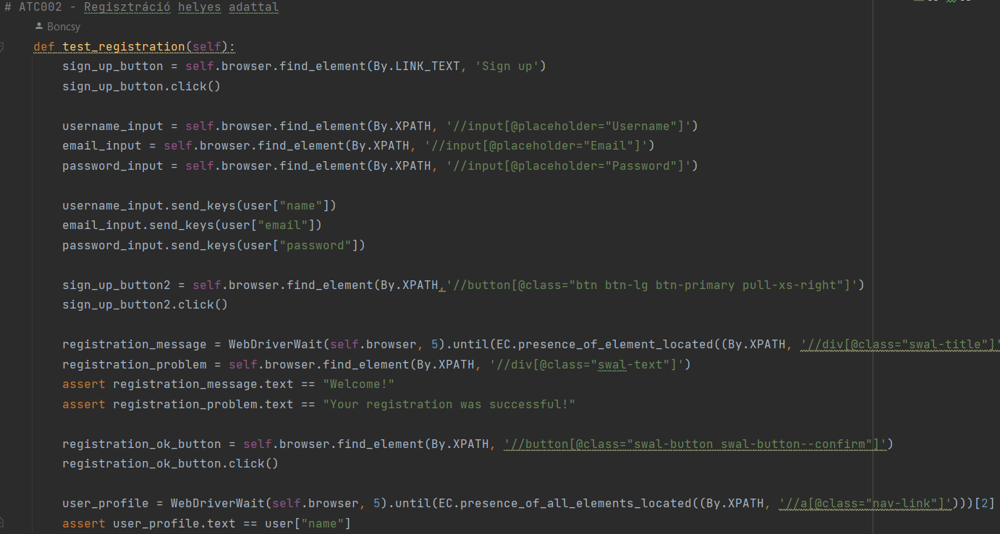 # ATC002 - Regisztráció helyes adattal
Boncsy
def test_registration(self):
sign_up_button = self.browser.find_element(By.LINK_TEXT, 'Sign up')
sign_up_button.click()
username_input = self.browser.find_element(By.XPATH, '//input[@placeholder="Username"]')
email_input = self.browser.find_element(By.XPATH, '//input[@placeholder="Email"]')
password_input = self.browser.find_element(By.XPATH, '//input[@placeholder="Password"]')
username_input.send_keys(user["name"])
email_input.send_keys(user["email"])
password_input.send_keys(user["password"])
sign_up_button2 = self.browser.find_element(By.XPATH,'//button[@class="btn btn-lg btn-primary pull-xs-right"]')
sign_up_button2.click()
registration_message = WebDriverWait(self.browser, 5).until(EC.presence_of_element_located((By.XPATH, '//div[@class="swal-title"]'
registration_problem = self.browser.find_element(By.XPATH, '//div[@class="swal-text"]')
assert registration_message.text == "Welcome!"
assert registration_problem.text == "Your registration was successful!"
registration_ok_button = self.browser.find_element(By.XPATH, '//button[@class="swal-button swal-button--confirm"]')
registration_ok_button.click()
user_profile = WebDriverWait(self.browser, 5).until(EC.presence_of_all_elements_located((By.XPATH, '//a[@class="nav-link"]')))[2]
assert user_profile.text == user["name"]